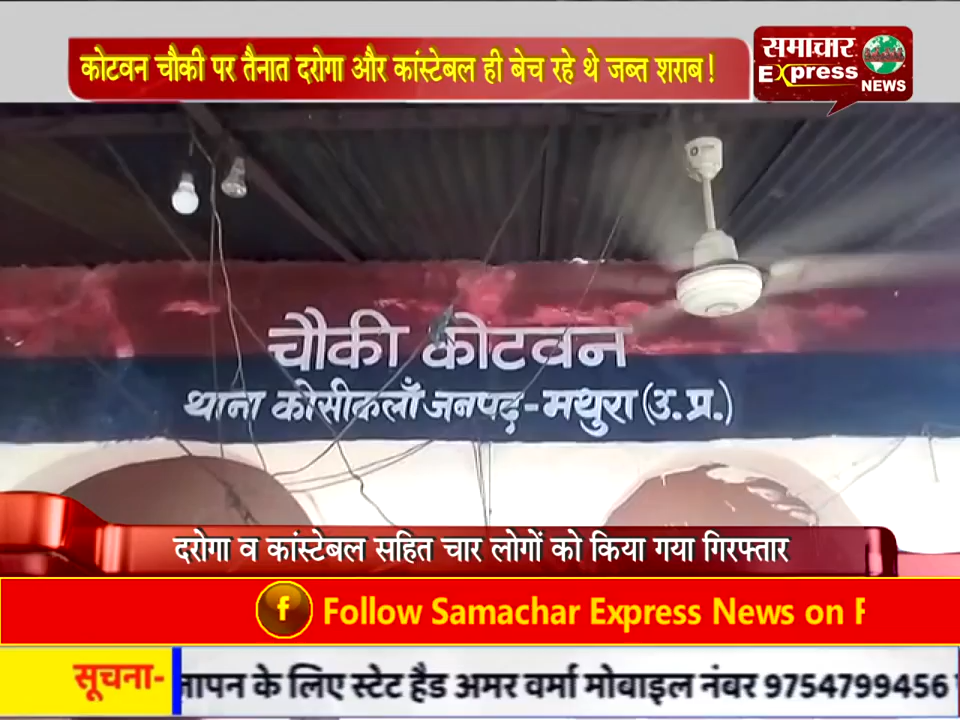 कोटवन चौकी पर तैनात दरोगा और कांस्टेबल ही बेच रहे थे जब्त शराब!
समाचार
Express
NEWS
चौकी कोटवन
थाना कोसीकलाँ जनपद-मथुरा (उ.प्र.)
दरोगा व कांस्टेबल सहित चार लोगों को किया गया गिरफ्तार
f Follow Samachar Express News on
सूचना- के लिए स्टेट हैड अमर वर्मा मोबाइल नंबर 9754799456